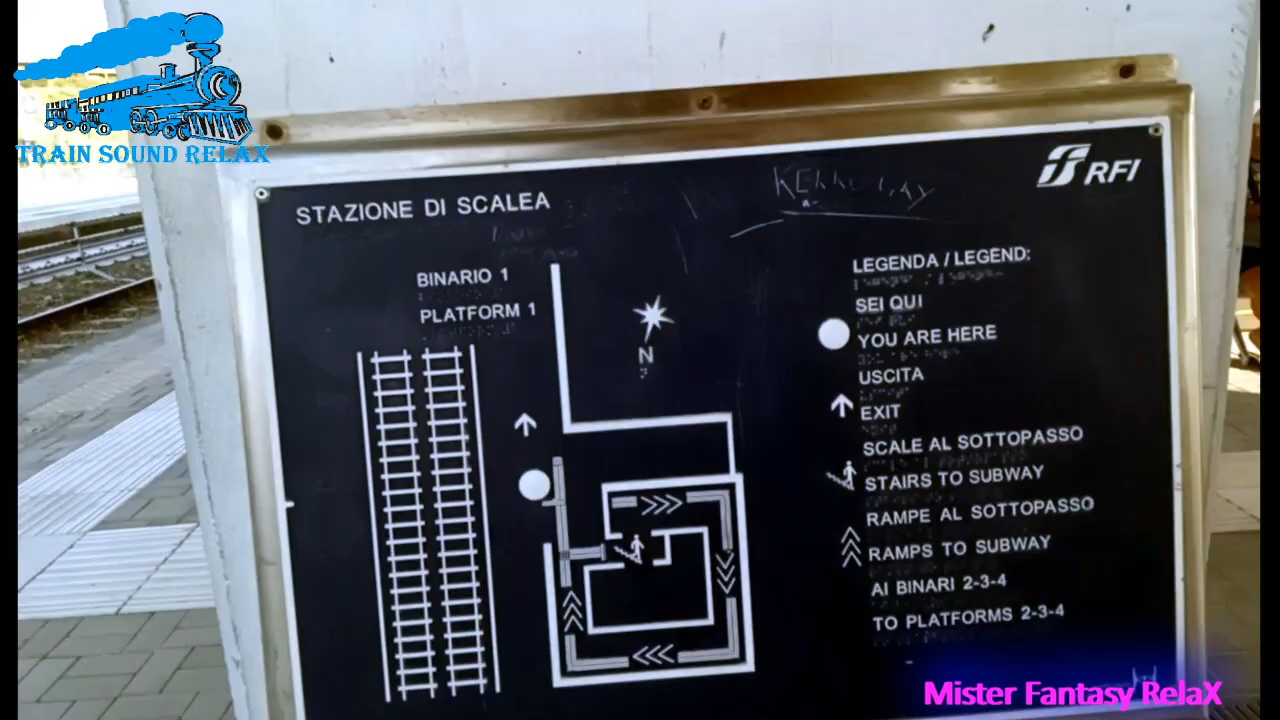 TRAIN SOUND RELAX
STAZIONE DI SCALEA
RFI
BINARIO 1
PLATFORM 1
N
LEGENDA / LEGEND:
SEI QUI
YOU ARE HERE
USCITA
EXIT
SCALE AL SOTTOPASSO
STAIRS TO SUBWAY
RAMPE AL SOTTOPASSO
RAMPS TO SUBWAY
AI BINARI 2-3-4
TO PLATFORMS 2-3-4
Mister Fantasy RelaX